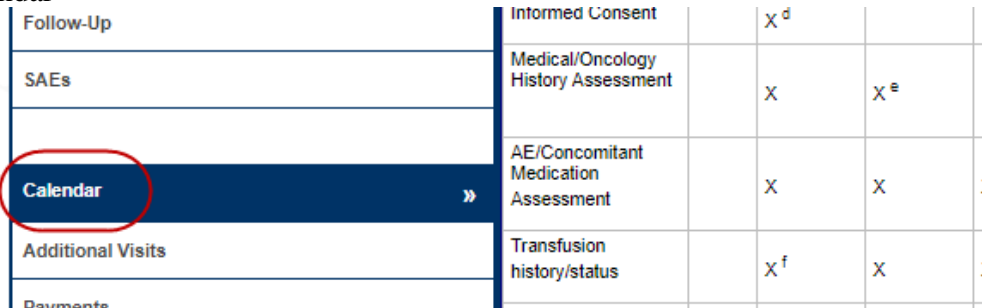 Follow-Up
SAEs
Calendar »
Additional Visits
Payments
Informed Consent X d
Medical/Oncology
History Assessment X X e
AE/Concomitant
Medication
Assessment X X
Transfusion
history/status X f X